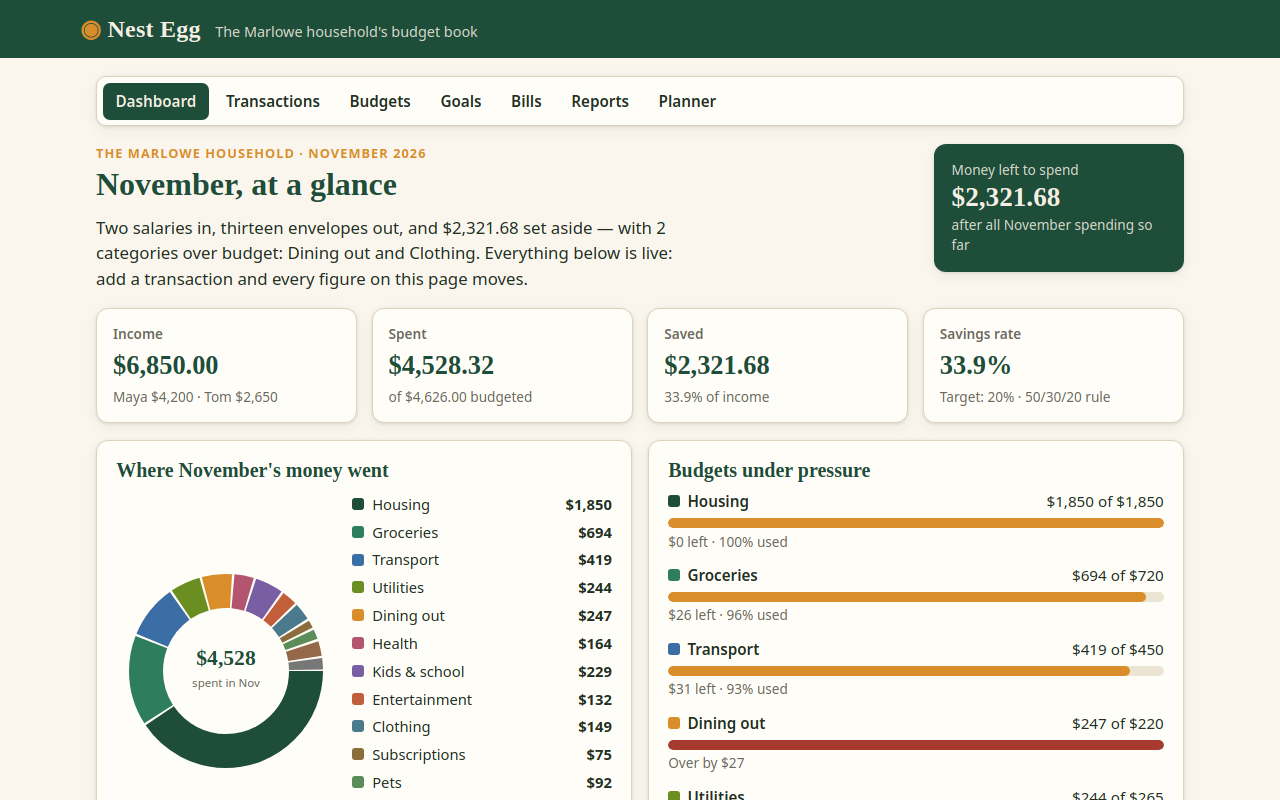 Nest Egg The Marlowe household's budget book
Dashboard Transactions Budgets Goals Bills Reports Planner
THE MARLOWE HOUSEHOLD · NOVEMBER 2026
November, at a glance
Two salaries in, thirteen envelopes out, and $2,321.68 set aside — with 2
categories over budget: Dining out and Clothing. Everything below is live:
add a transaction and every figure on this page moves.
Money left to spend
$2,321.68
after all November spending so
far
Income
$6,850.00
Maya $4,200 · Tom $2,650
Spent
$4,528.32
of $4,626.00 budgeted
Saved
$2,321.68
33.9% of income
Savings rate
33.9%
Target: 20% · 50/30/20 rule
Where November's money went
$4,528
spent in Nov
Housing $1,850
Groceries $694
Transport $419
Utilities $244
Dining out $247
Health $164
Kids & school $229
Entertainment $132
Clothing $149
Subscriptions $75
Pets $92
Budgets under pressure
Housing $1,850 of $1,850
$0 left · 100% used
Groceries $694 of $720
$26 left · 96% used
Transport $419 of $450
$31 left · 93% used
Dining out $247 of $220
Over by $27
Utilities $244 of $265